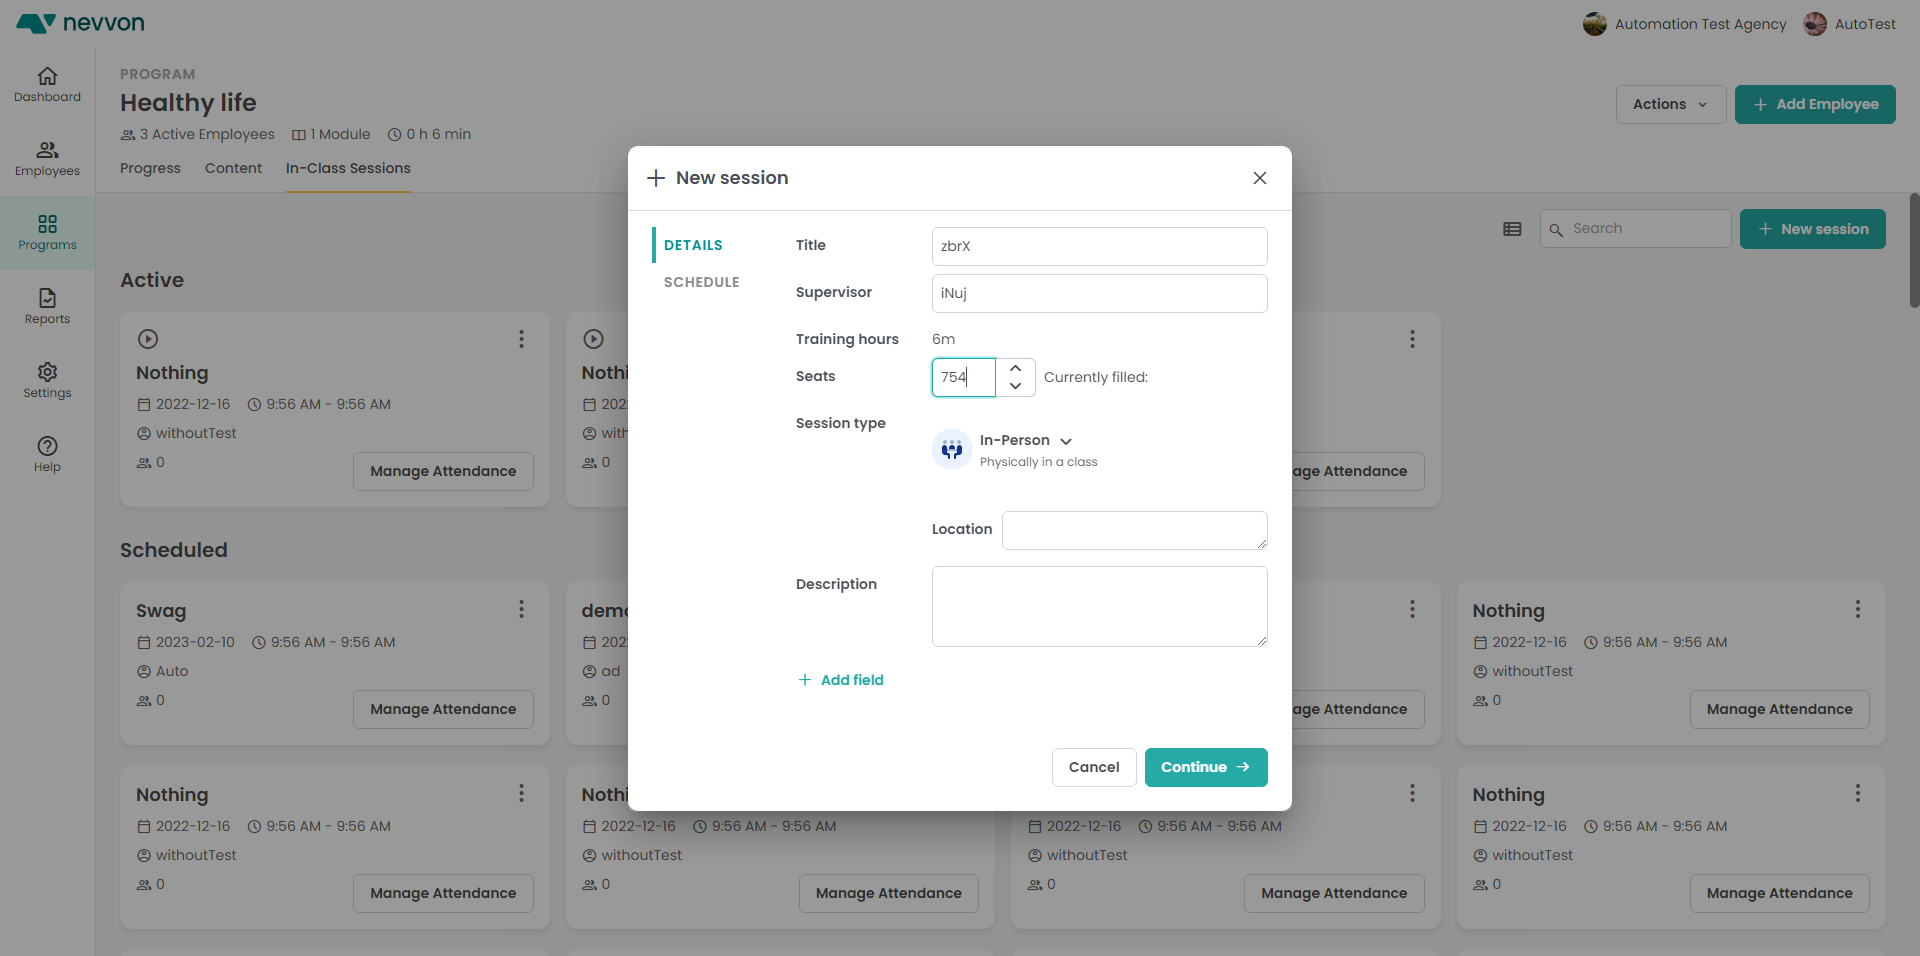 nevvon
Automation Test Agency
AutoTest
Dashboard
Employees
Programs
Reports
Settings
Help
PROGRAM
Healthy life
3 Active Employees
1 Module
0 h 6 min
Actions
Add Employee
Progress
Content
In-Class Sessions
Search
New session
Active
Nothing
2022-12-16
9:56 AM - 9:56 AM
withoutTest
0
Manage Attendance
Nothi
202
with
0
age Attendance
Scheduled
Swag
2023-02-10
9:56 AM - 9:56 AM
Auto
0
Manage Attendance
demo
202
ad
0
age Attendance
Nothing
2022-12-16
9:56 AM - 9:56 AM
withoutTest
0
Manage Attendance
Nothing
2022-12-16
9:56 AM - 9:56 AM
withoutTest
0
Manage Attendance
Nothi
2022-12-16
9:56 AM - 9:56 AM
withoutTest
0
Manage Attendance
2022-12-16
9:56 AM - 9:56 AM
withoutTest
0
Manage Attendance
Nothing
2022-12-16
9:56 AM - 9:56 AM
withoutTest
0
Manage Attendance
New session
DETAILS
SCHEDULE
Title
zbrX
Supervisor
iNuj
Training hours
6m
Seats
754
Currently filled:
Session type
In-Person
Physically in a class
Location
Description
Add field
Cancel
Continue